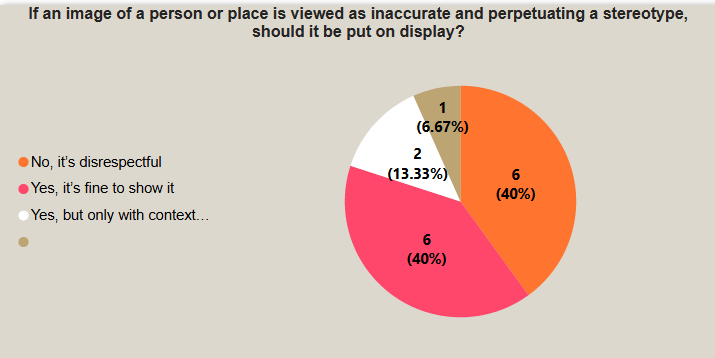 If an image of a person or place is viewed as inaccurate and perpetuating a stereotype,
should it be put on display?
No, it's disrespectful
Yes, it's fine to show it
Yes, but only with context…
1
(6.67%)
2
(13.33%)
6
(40%)
6
(40%)